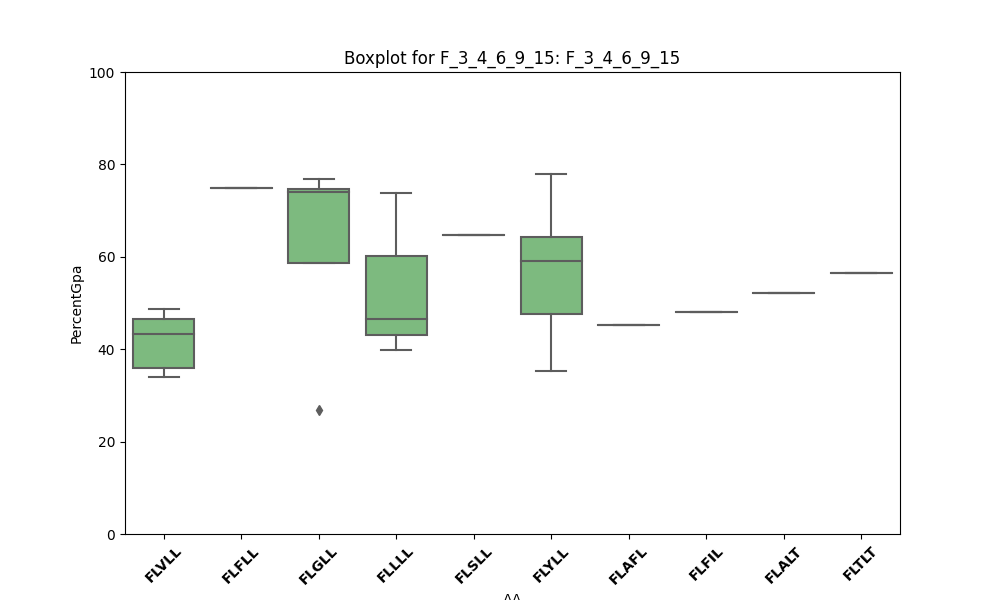 Boxplot for F_3_4_6_9_15: F_3_4_6_9_15
100
80
60
40
20
0
PercentGpa
FLVLL
FLFLL
FLGLL
FLLLL
FLSLL
FLYLL
FLAFL
FLFIL
FLALT
FLTLT
AA